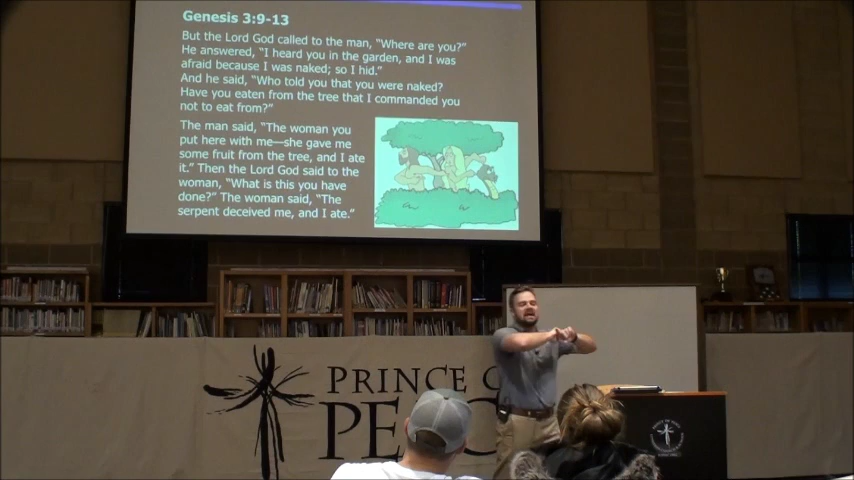 Genesis 3:9-13
But the Lord God called to the man, "Where are you?"
He answered, "I heard you in the garden, and I was
afraid because I was naked; so I hid."
And he said, "Who told you that you were naked?
Have you eaten from the tree that I commanded you
not to eat from?"
The man said, "The woman you
put here with me—she gave me
some fruit from the tree, and I ate
it." Then the Lord God said to the
woman, "What is this you have
done?" The woman said, "The
serpent deceived me, and I ate."
PRINCE
PE